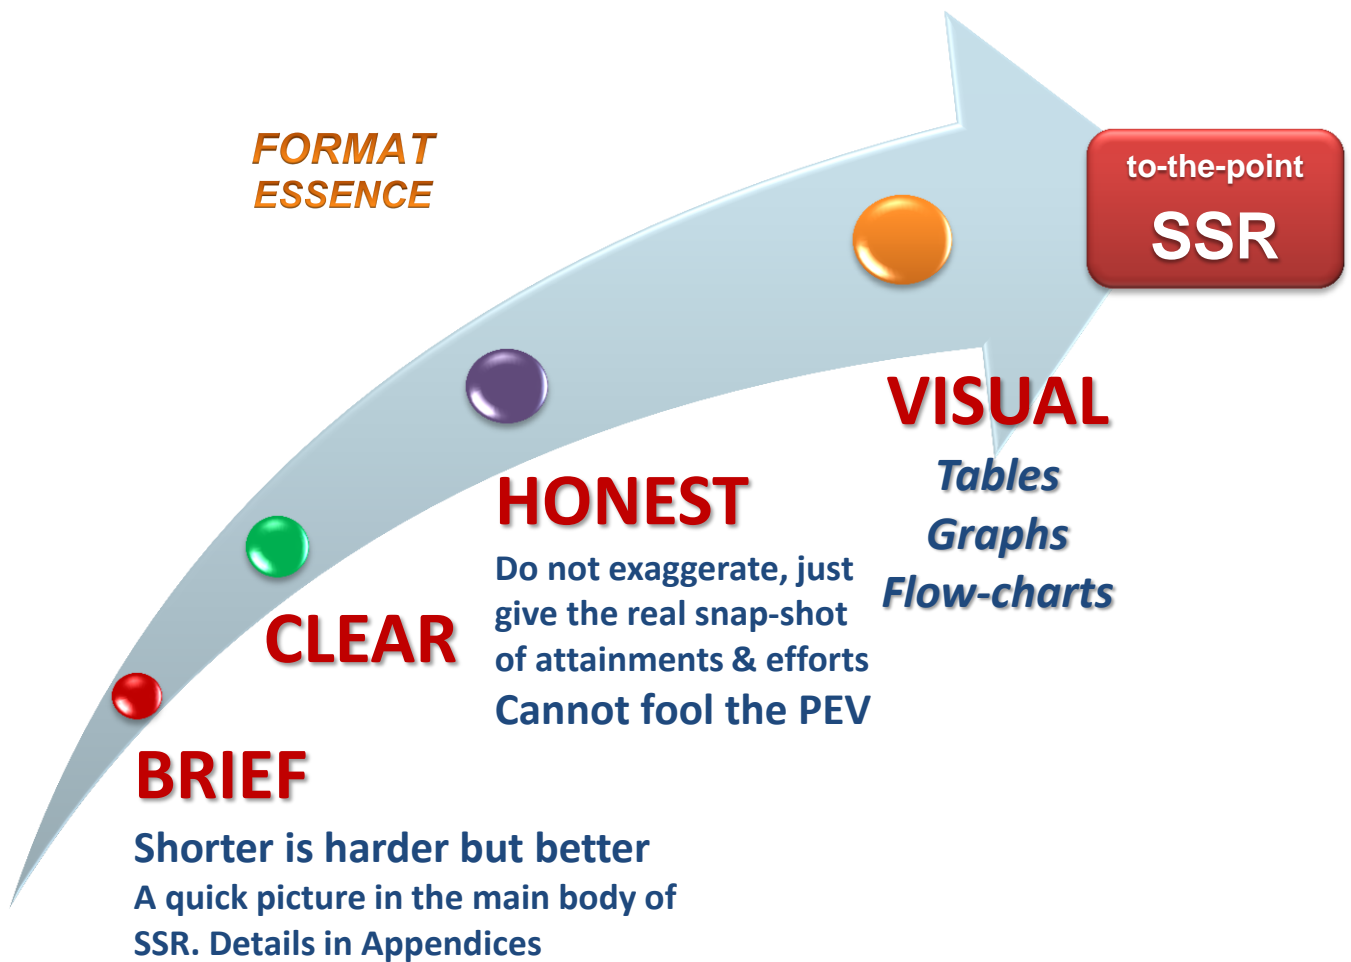 FORMAT
ESSENCE
to-the-point
SSR
VISUAL
Tables
Graphs
Flow-charts
HONEST
Do not exaggerate, just
give the real snap-shot
of attainments & efforts
Cannot fool the PEV
CLEAR
BRIEF
Shorter is harder but better
A quick picture in the main body of
SSR. Details in Appendices